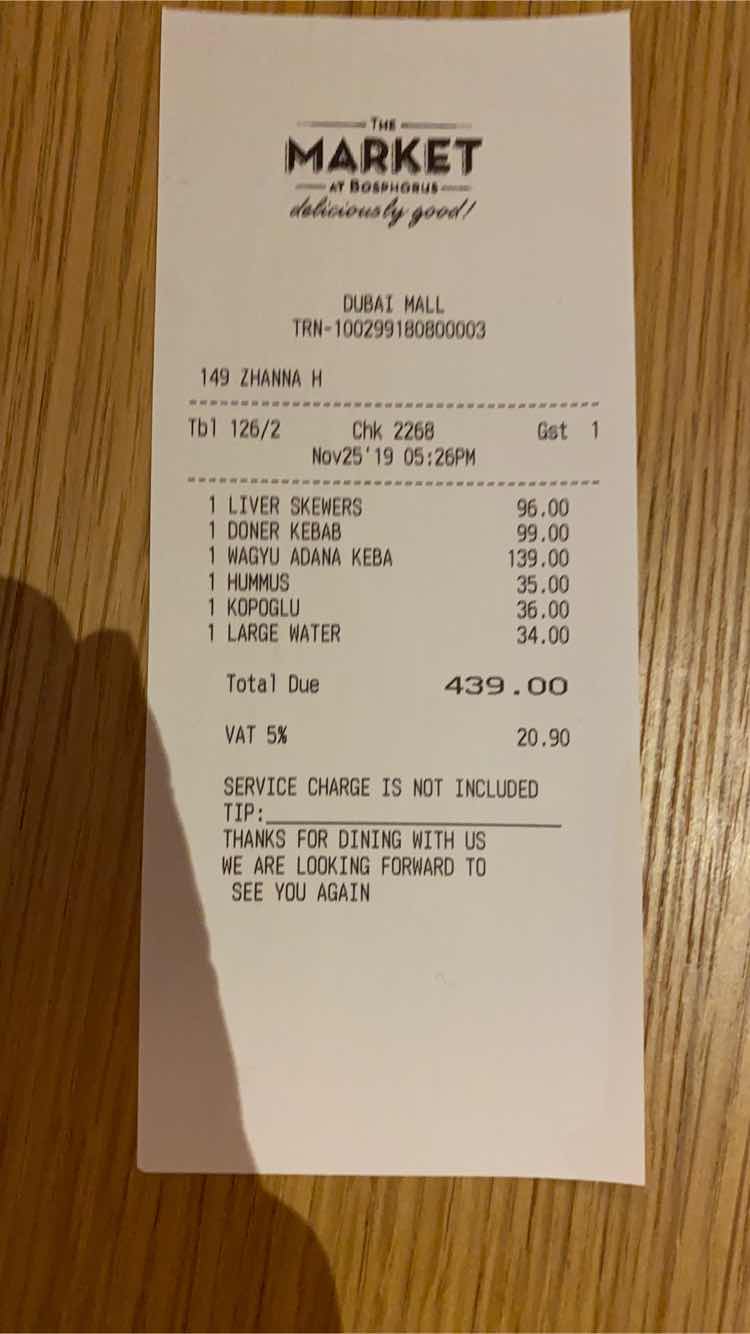 THE
MARKET
AT BOSPHORUS
deliciously good!
DUBAI MALL
TRN-100299180800003
149 ZHANNA H
Tbl 126/2 Chk 2268 Gst 1
Nov25'19 05:26PM
1 LIVER SKEWERS 96.00
1 DONER KEBAB 99.00
1 WAGYU ADANA KEBA 139.00
1 HUMMUS 35.00
1 KOPOGLU 36.00
1 LARGE WATER 34.00
Total Due 439.00
VAT 5% 20.90
SERVICE CHARGE IS NOT INCLUDED
TIP:
THANKS FOR DINING WITH US
WE ARE LOOKING FORWARD TO
SEE YOU AGAIN